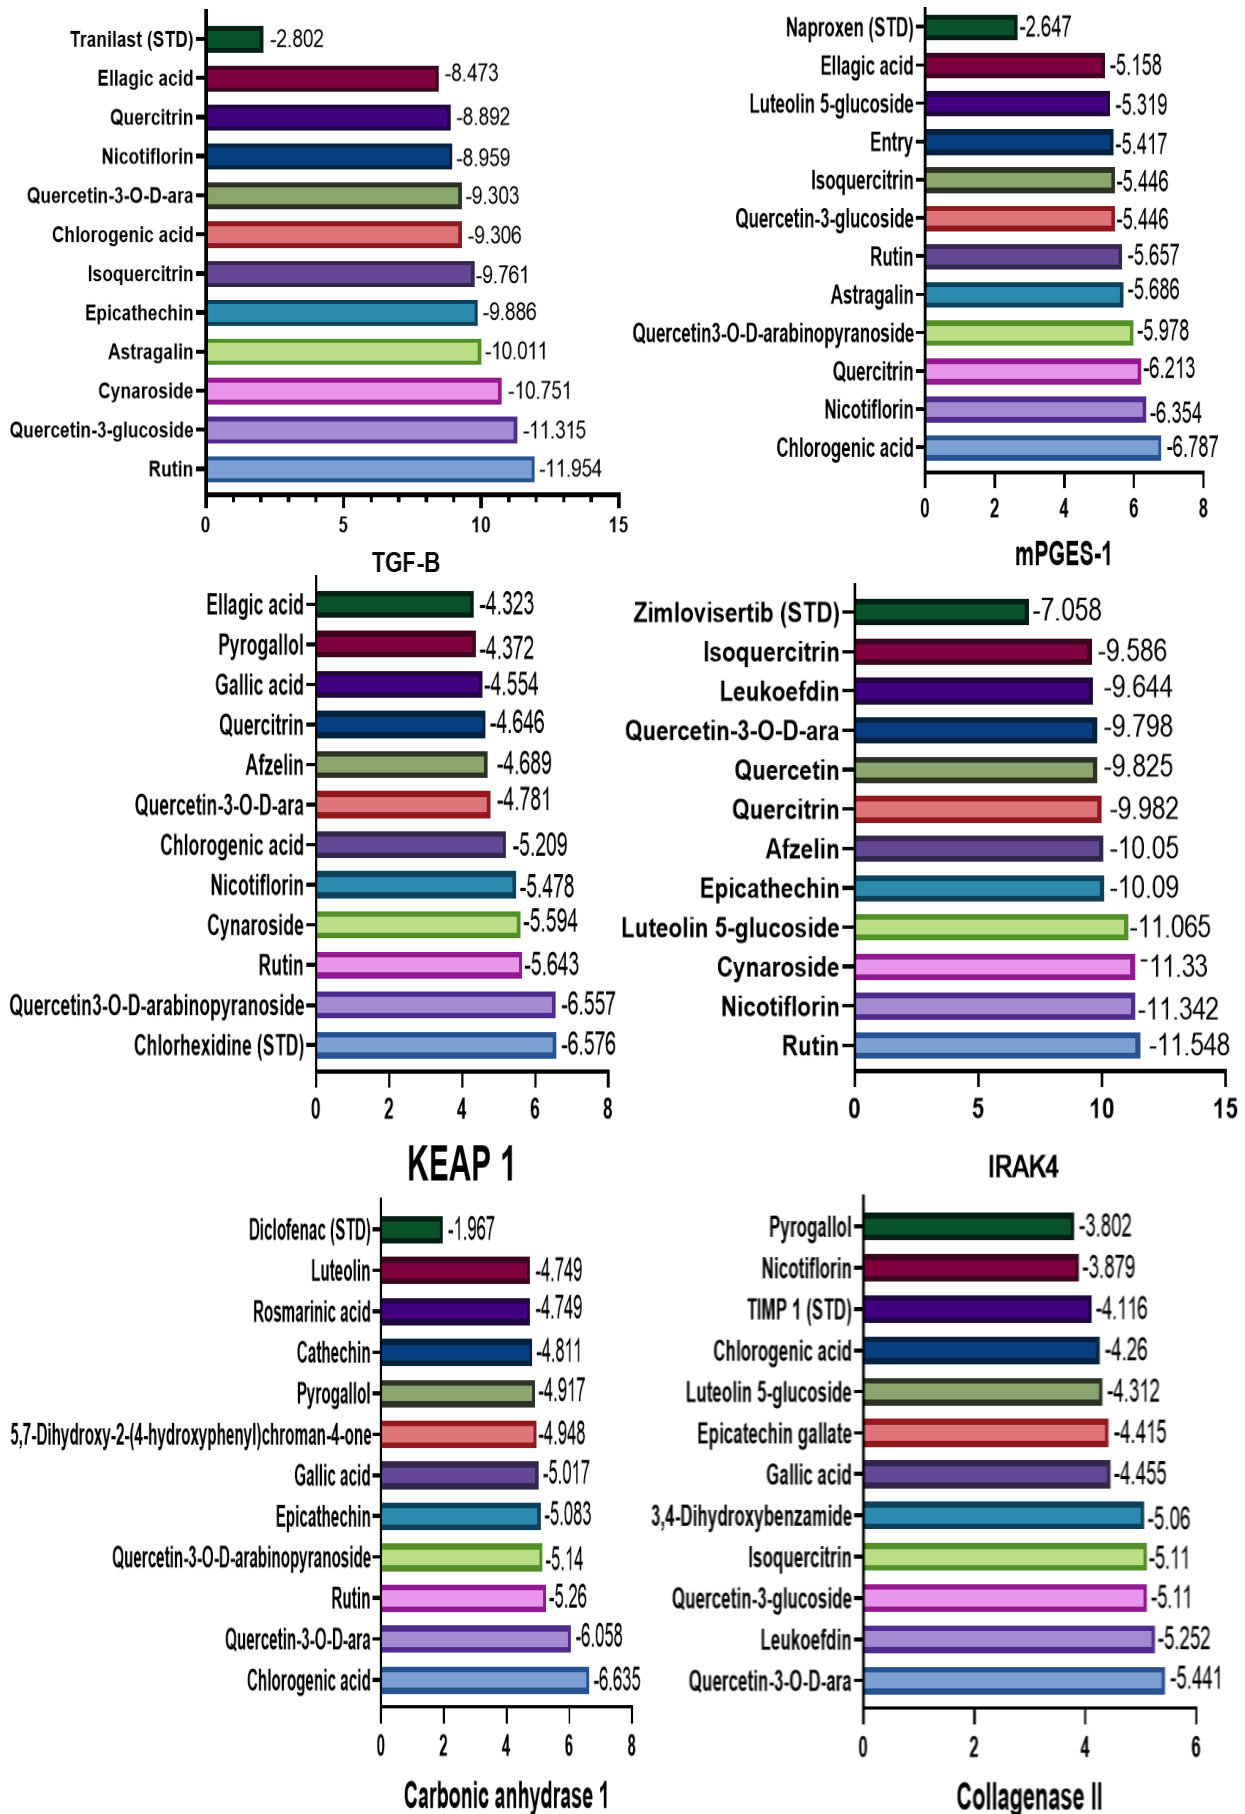 Tranilast (STD) -2.802
Ellagic acid -8.473
Quercitrin -8.892
Nicotiflorin -8.959
Quercetin-3-O-D-ara -9.303
Chlorogenic acid -9.306
Isoquercitrin -9.761
Epicathechin -9.886
Astragalin -10.011
Cynaroside -10.751
Quercetin-3-glucoside -11.315
Rutin -11.954
0 5 10 15
TGF-B
Naproxen (STD) -2.647
Ellagic acid -5.158
Luteolin 5-glucoside -5.319
Entry -5.417
Isoquercitrin -5.446
Quercetin-3-glucoside -5.446
Rutin -5.657
Astragalin -5.686
Quercetin3-O-D-arabinopyranoside -5.978
Quercitrin -6.213
Nicotiflorin -6.354
Chlorogenic acid -6.787
0 2 4 6 8
mPGES-1
Ellagic acid -4.323
Pyrogallol -4.372
Gallic acid -4.554
Quercitrin -4.646
Afzelin -4.689
Quercetin-3-O-D-ara -4.781
Chlorogenic acid -5.209
Nicotiflorin -5.478
Cynaroside -5.594
Rutin -5.643
Quercetin3-O-D-arabinopyranoside -6.557
Chlorhexidine (STD) -6.576
0 2 4 6 8
KEAP 1
Zimlovisertib (STD) -7.058
Isoquercitrin -9.586
Leukoefdin -9.644
Quercetin-3-O-D-ara -9.798
Quercetin -9.825
Quercitrin -9.982
Afzelin -10.05
Epicathechin -10.09
Luteolin 5-glucoside -11.065
Cynaroside -11.33
Nicotiflorin -11.342
Rutin -11.548
0 5 10 15
IRAK4
Diclofenac (STD) -1.967
Luteolin -4.749
Rosmarinic acid -4.749
Cathechin -4.811
Pyrogallol -4.917
5,7-Dihydroxy-2-(4-hydroxyphenyl)chroman-4-one -4.948
Gallic acid -5.017
Epicathechin -5.083
Quercetin-3-O-D-arabinopyranoside -5.14
Rutin -5.26
Quercetin-3-O-D-ara -6.058
Chlorogenic acid -6.635
0 2 4 6 8
Carbonic anhydrase 1
Pyrogallol -3.802
Nicotiflorin -3.879
TIMP 1 (STD) -4.116
Chlorogenic acid -4.26
Luteolin 5-glucoside -4.312
Epicatechin gallate -4.415
Gallic acid -4.455
3,4-Dihydroxybenzamide -5.06
Isoquercitrin -5.11
Quercetin-3-glucoside -5.11
Leukoefdin -5.252
Quercetin-3-O-D-ara -5.441
0 2 4 6
Collagenase II